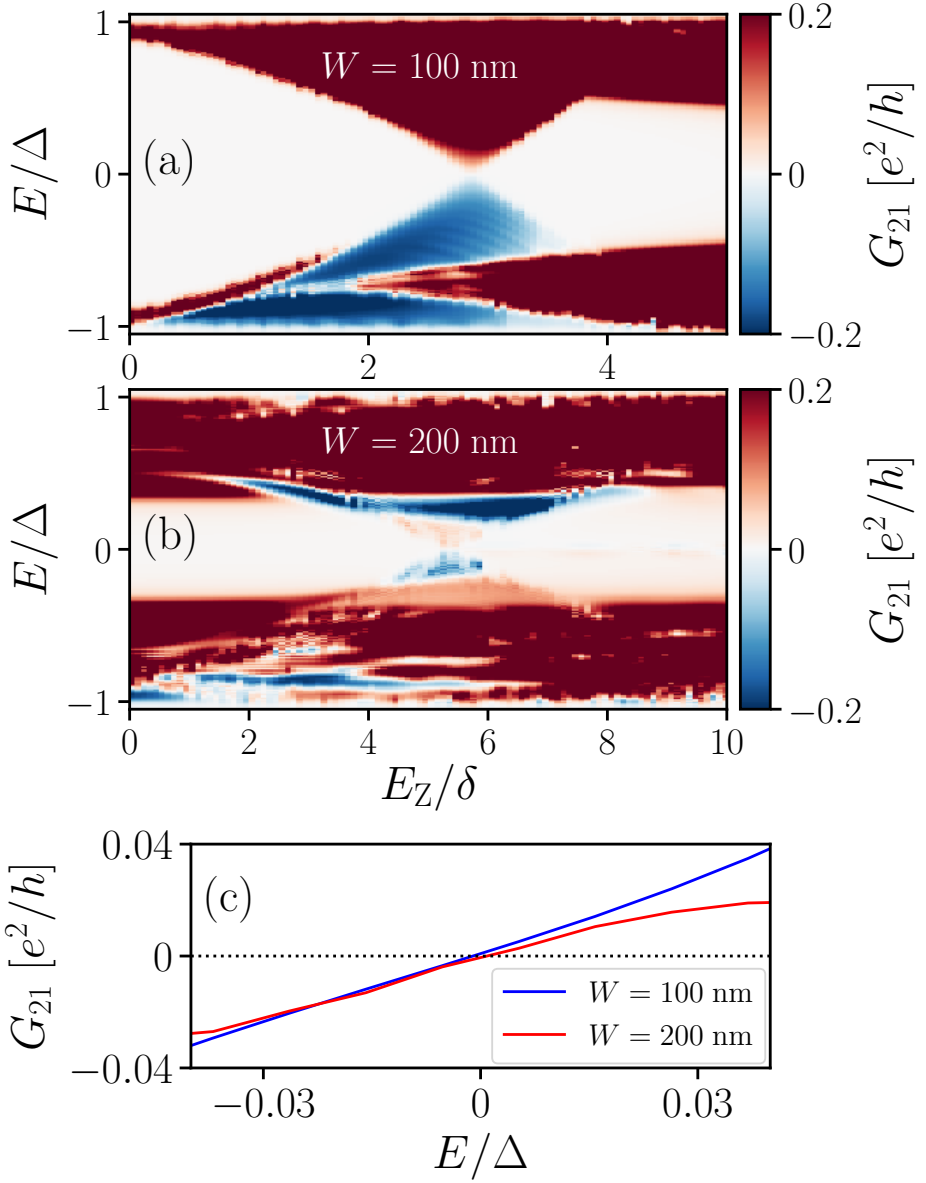 1
0
−1
E/Δ
(a)
W = 100 nm
0 2 4
0.2
0
−0.2
G₂₁ [e²/h]
1
0
−1
E/Δ
(b)
W = 200 nm
0 2 4 6 8 10
E_Z/δ
0.2
0
−0.2
G₂₁ [e²/h]
0.04
0
−0.04
G₂₁ [e²/h]
(c)
W = 100 nm
W = 200 nm
−0.03 0 0.03
E/Δ